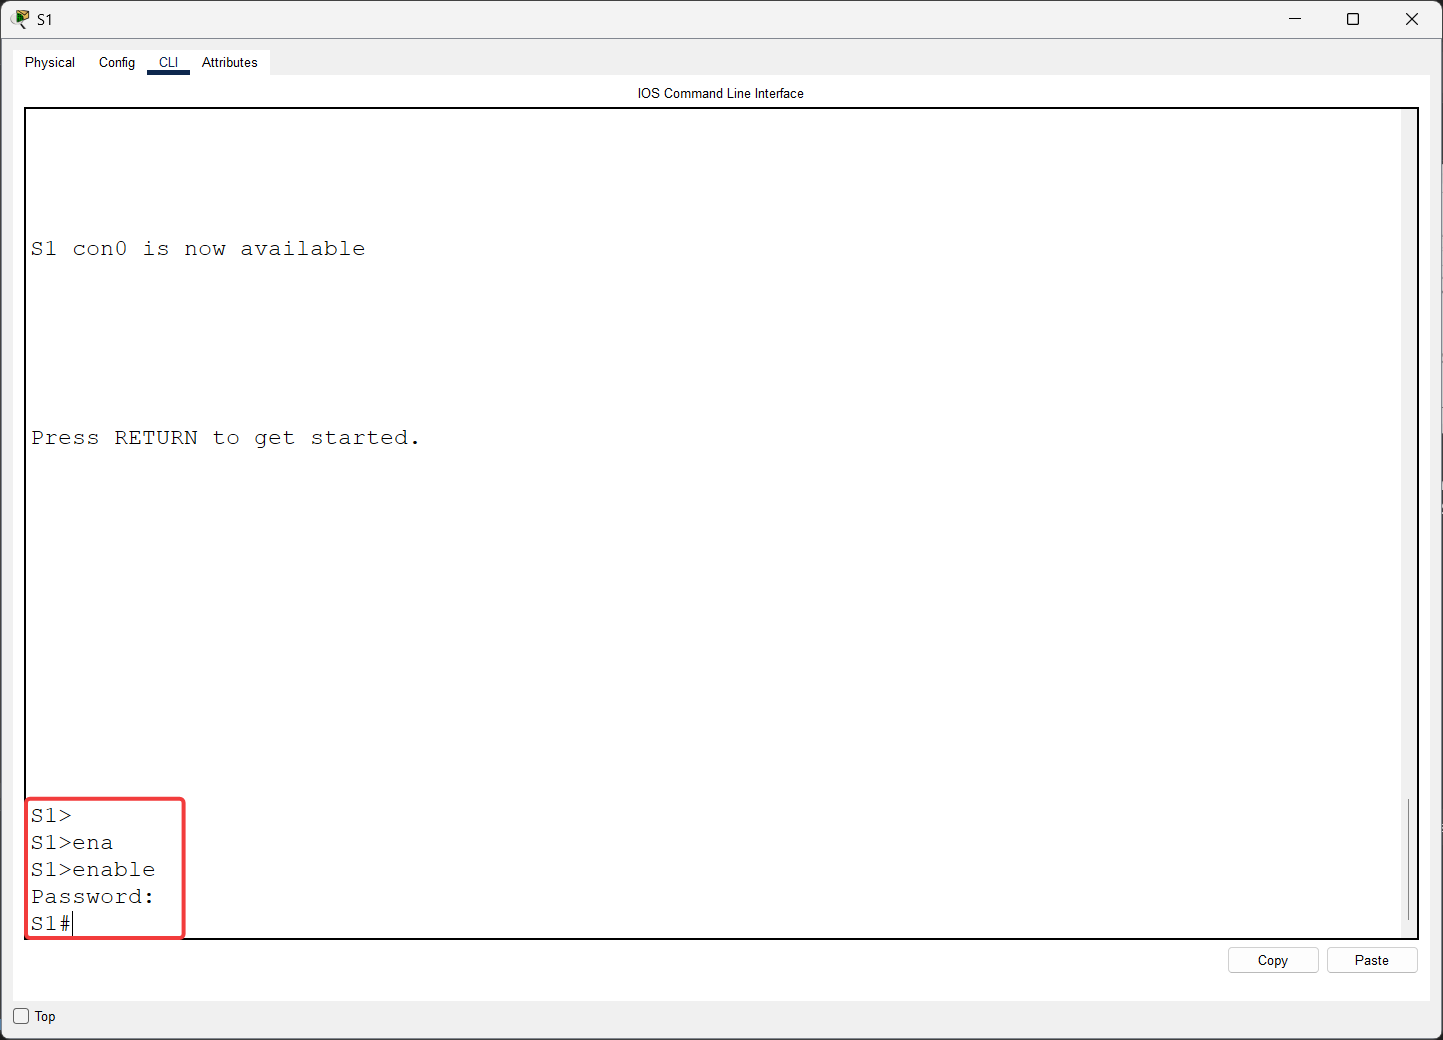 S1
Physical Config CLI Attributes
IOS Command Line Interface
S1 con0 is now available
Press RETURN to get started.
S1>
S1>ena
S1>enable
Password:
S1#
Copy Paste
Top